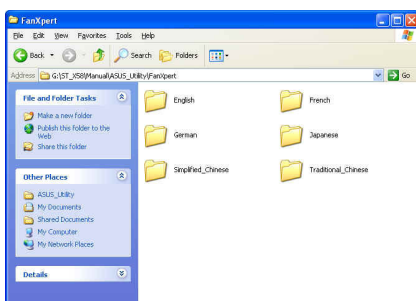 FanXpert
File Edit View Favorites Tools Help
Back Search Folders
Address G:\ST_X58\Manual\ASUS_Utility\FanXpert Go
File and Folder Tasks
Make a new folder
Publish this folder to the Web
Share this folder
Other Places
ASUS_Utility
My Documents
Shared Documents
My Computer
My Network Places
Details
English French
German Japanese
Simplified_Chinese Traditional_Chinese